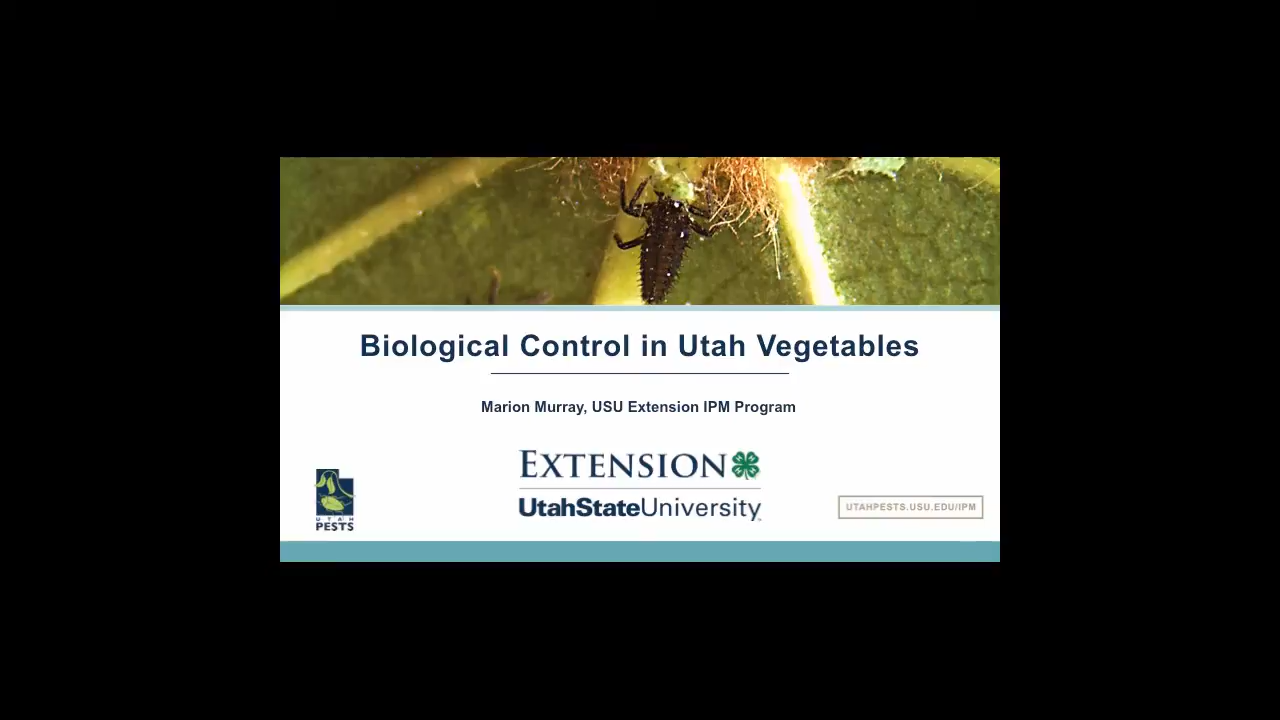 Biological Control in Utah Vegetables
Marion Murray, USU Extension IPM Program
EXTENSION
UtahStateUniversity
UTAH
PESTS
UTAHPESTS.USU.EDU/IPM